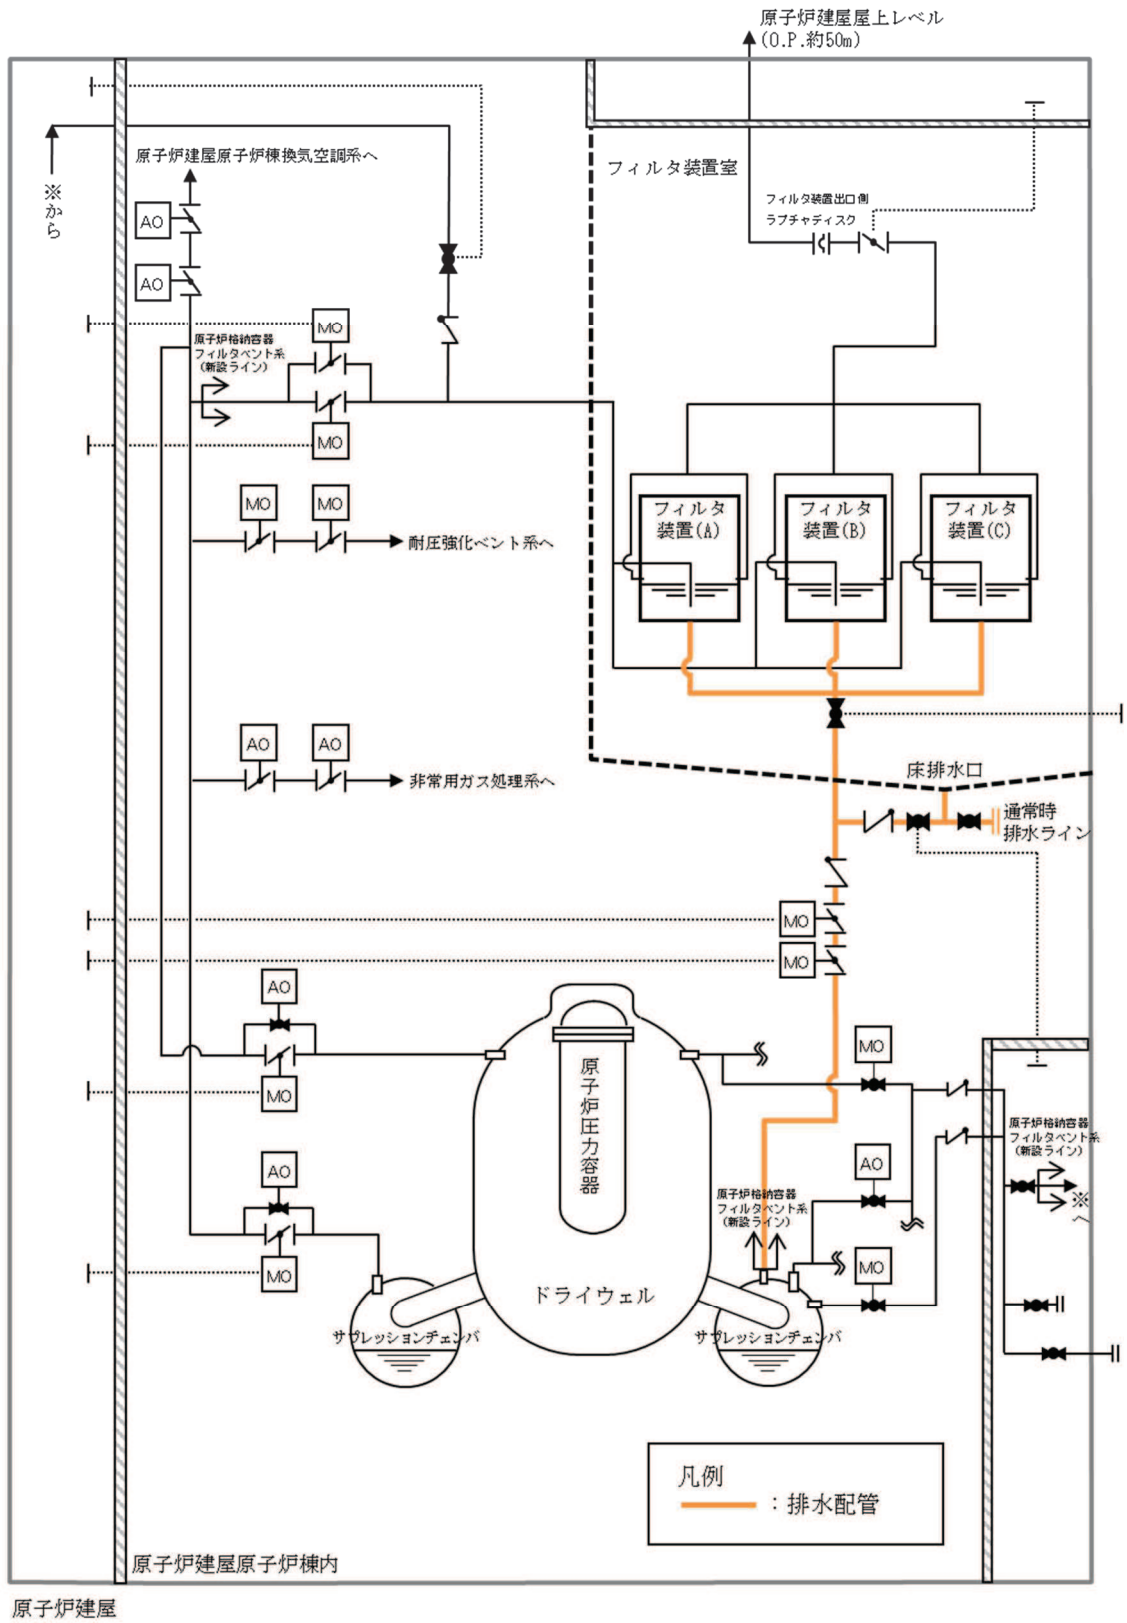 原子炉建屋屋上レベル
(O.P.約50m)
原子炉建屋原子炉棟換気空調系へ
※から
フィルタ装置室
フィルタ装置出口側
ラプチャディスク
AO
AO
MO
原子炉格納容器
フィルタベント系
(新設ライン)
MO
フィルタ
装置(A)
フィルタ
装置(B)
フィルタ
装置(C)
MO
MO
耐圧強化ベント系へ
AO
AO
非常用ガス処理系へ
床排水口
通常時
排水ライン
MO
MO
AO
MO
MO
原子炉圧力容器
原子炉格納容器
フィルタベント系
(新設ライン)
※へ
AO
AO
原子炉格納容器
フィルタベント系
(新設ライン)
MO
MO
ドライウェル
サプレッションチェンバ
サプレッションチェンバ
凡例
：排水配管
原子炉建屋原子炉棟内
原子炉建屋